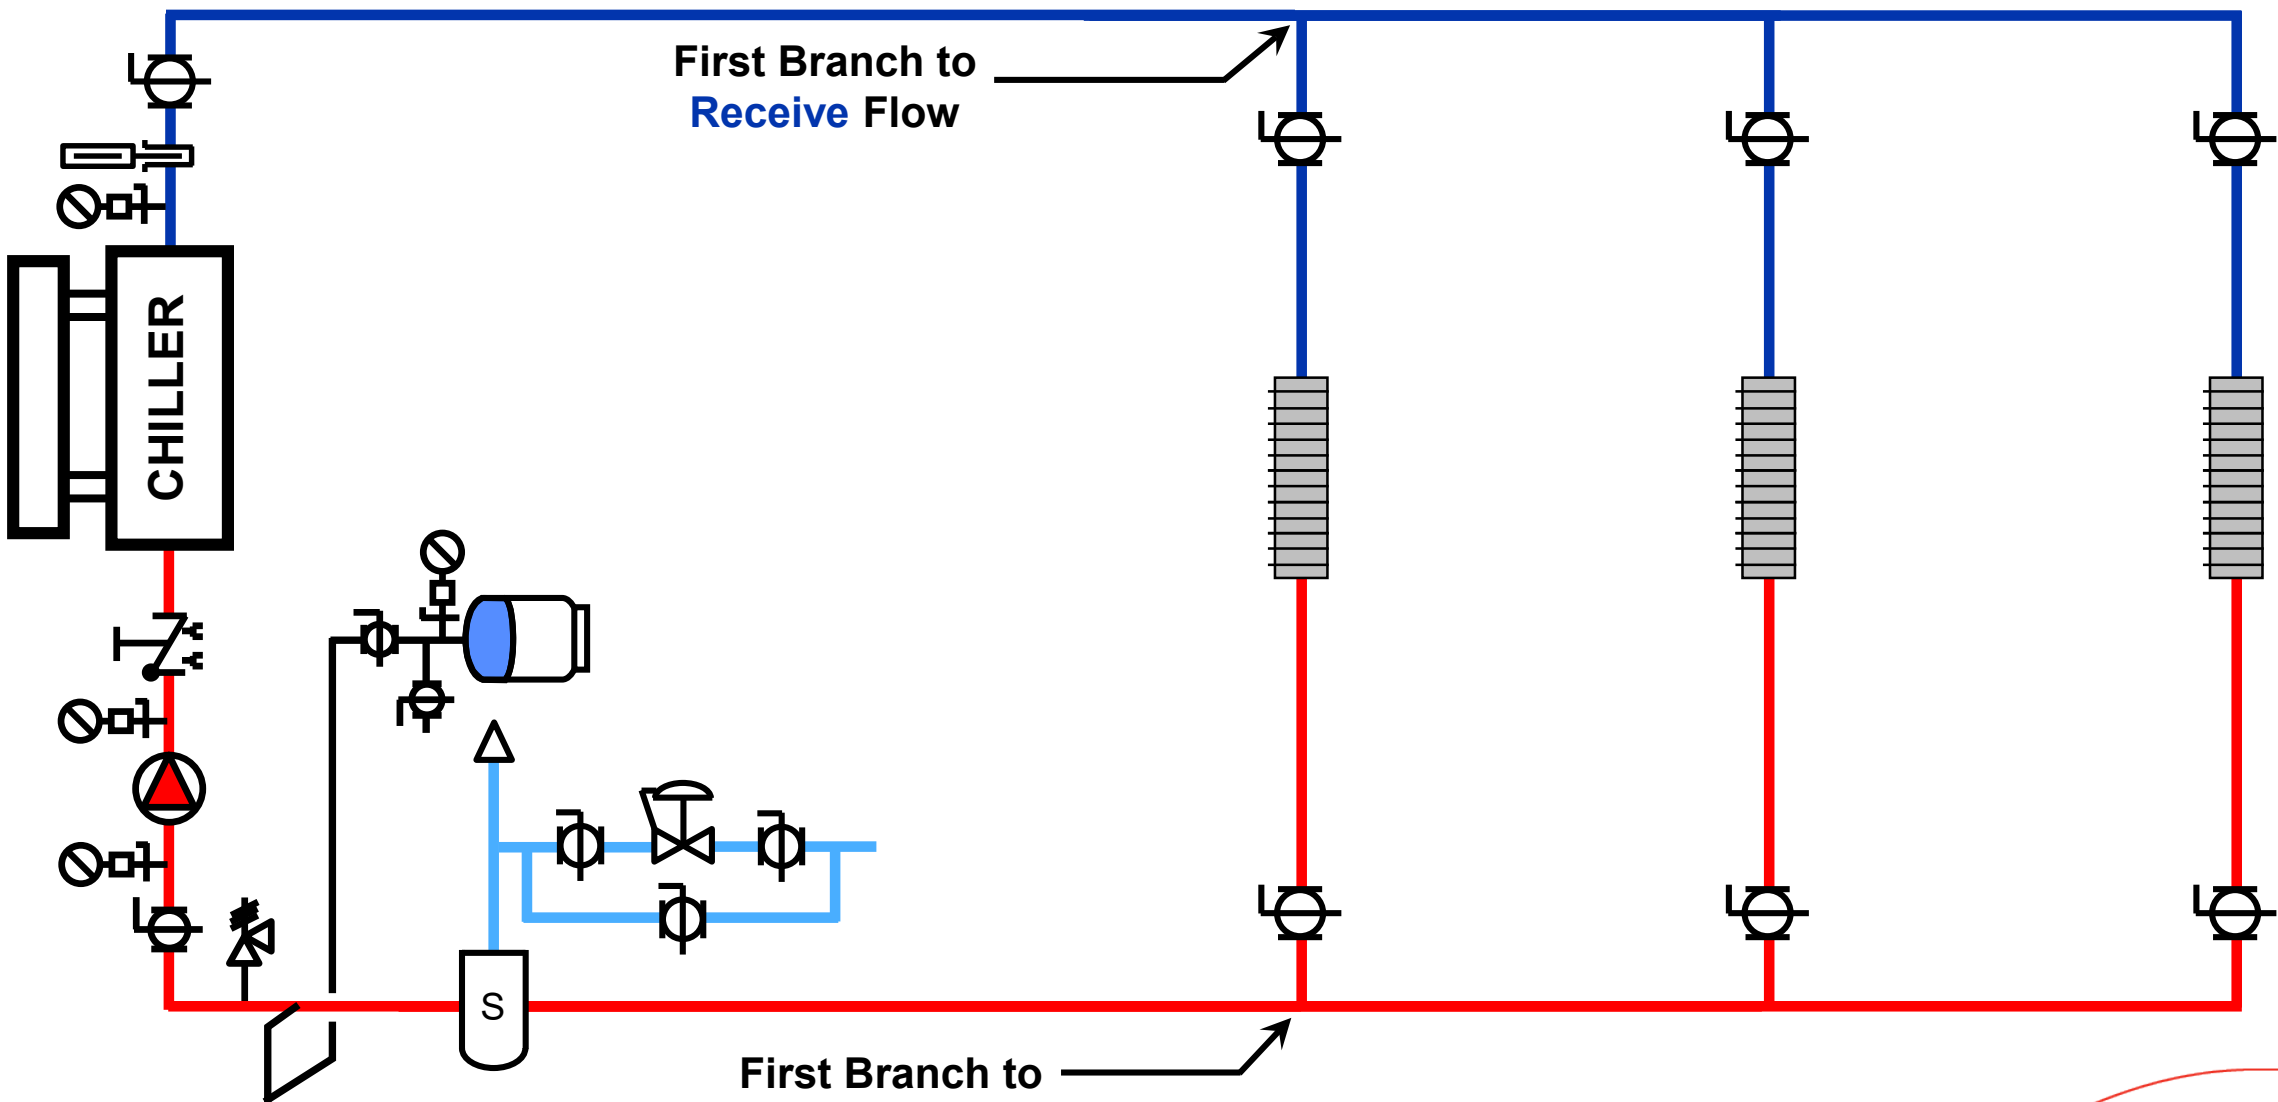 First Branch to
Receive Flow
CHILLER
S
First Branch to